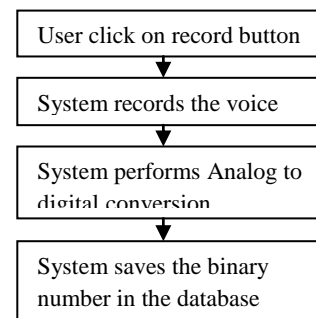 User click on record button
System records the voice
System performs Analog to
digital conversion
System saves the binary
number in the database